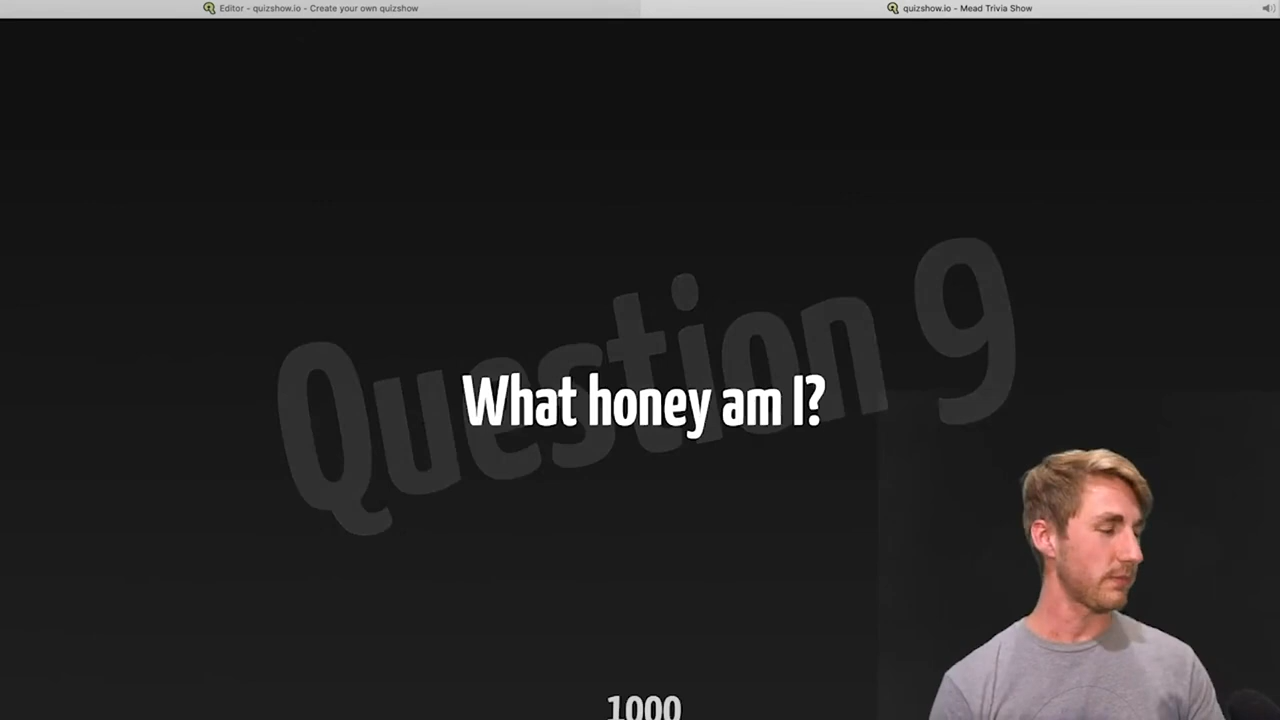 Editor - quizshow.io - Create your own quizshow
quizshow.io - Mead Trivia Show
Question 9
What honey am I?
1000